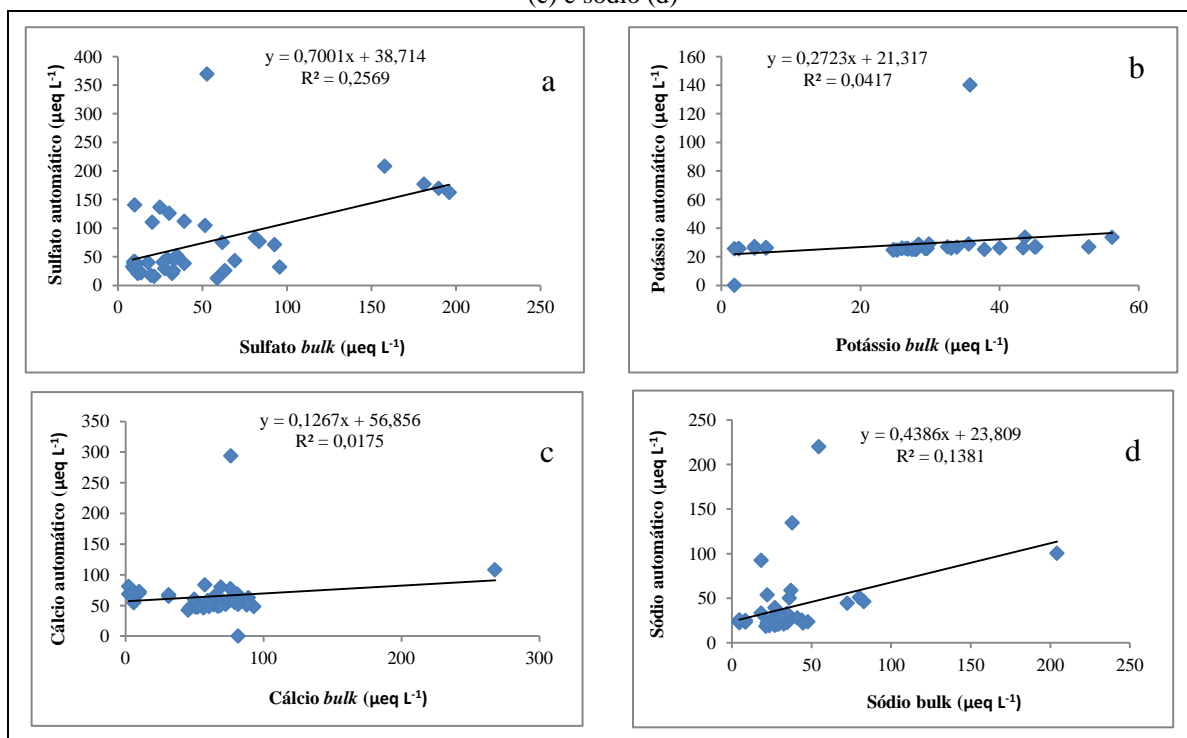 (c) e sódio (d)
y = 0,7001x + 38,714
R² = 0,2569
a
Sulfato automático (µeq L⁻¹)
400
350
300
250
200
150
100
50
0
0 50 100 150 200 250
Sulfato bulk (µeq L⁻¹)
y = 0,2723x + 21,317
R² = 0,0417
b
Potássio automático (µeq L⁻¹)
160
140
120
100
80
60
40
20
0
0 20 40 60
Potássio bulk (µeq L⁻¹)
y = 0,1267x + 56,856
R² = 0,0175
c
Cálcio automático (µeq L⁻¹)
350
300
250
200
150
100
50
0
0 100 200 300
Cálcio bulk (µeq L⁻¹)
y = 0,4386x + 23,809
R² = 0,1381
d
Sódio automático (µeq L⁻¹)
250
200
150
100
50
0
0 50 100 150 200 250
Sódio bulk (µeq L⁻¹)